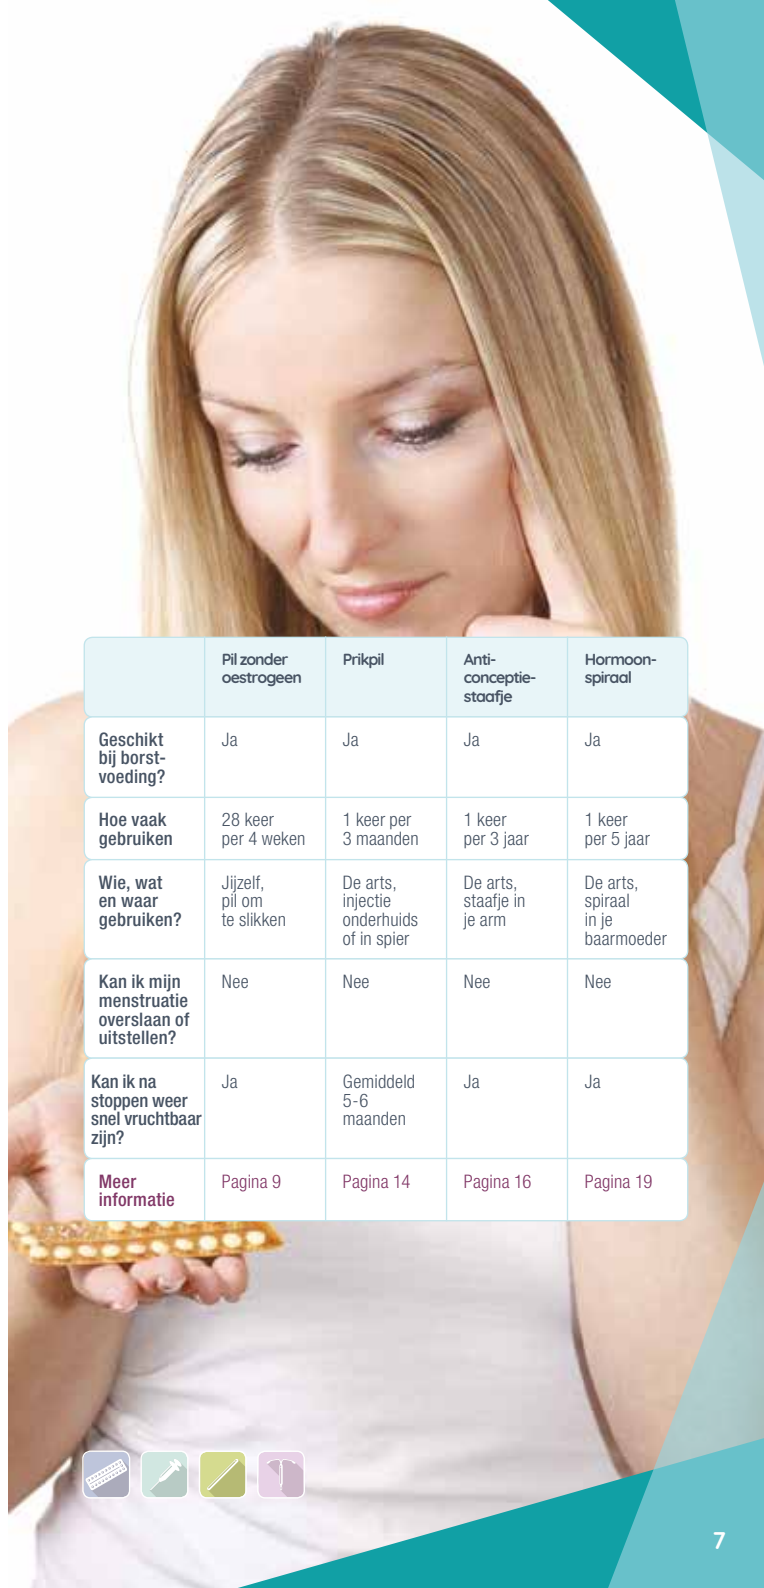 Pil zonder
oestrogeen
Prikpil
Anti-
conceptie-
staafje
Hormoon-
spiraal
Geschikt
bij borst-
voeding?
Ja
Ja
Ja
Ja
Hoe vaak
gebruiken
28 keer
per 4 weken
1 keer per
3 maanden
1 keer
per 3 jaar
1 keer
per 5 jaar
Wie, wat
en waar
gebruiken?
Jijzelf,
pil om
te slikken
De arts,
injectie
onderhuids
of in spier
De arts,
staafje in
je arm
De arts,
spiraal
in je
baarmoeder
Kan ik mijn
menstruatie
overslaan of
uitstellen?
Nee
Nee
Nee
Nee
Kan ik na
stoppen weer
snel vruchtbaar
zijn?
Ja
Gemiddeld
5-6
maanden
Ja
Ja
Meer
informatie
Pagina 9
Pagina 14
Pagina 16
Pagina 19
7